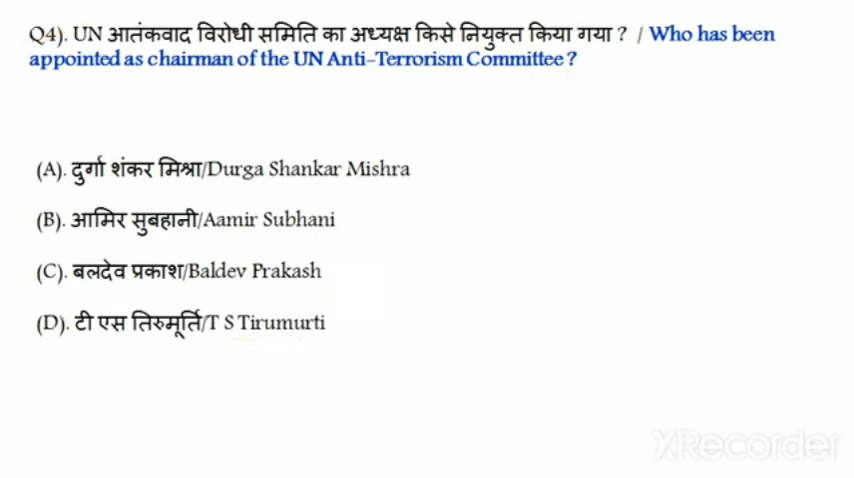 Q4). UN आतंकवाद विरोधी समिति का अध्यक्ष किसे नियुक्त किया गया ? / Who has been
appointed as chairman of the UN Anti-Terrorism Committee ?
(A). दुर्गा शंकर मिश्रा/Durga Shankar Mishra
(B). आमिर सुबहानी/Aamir Subhani
(C). बलदेव प्रकाश/Baldev Prakash
(D). टी एस तिरुमूर्ति/T S Tirumurti
XRecorder